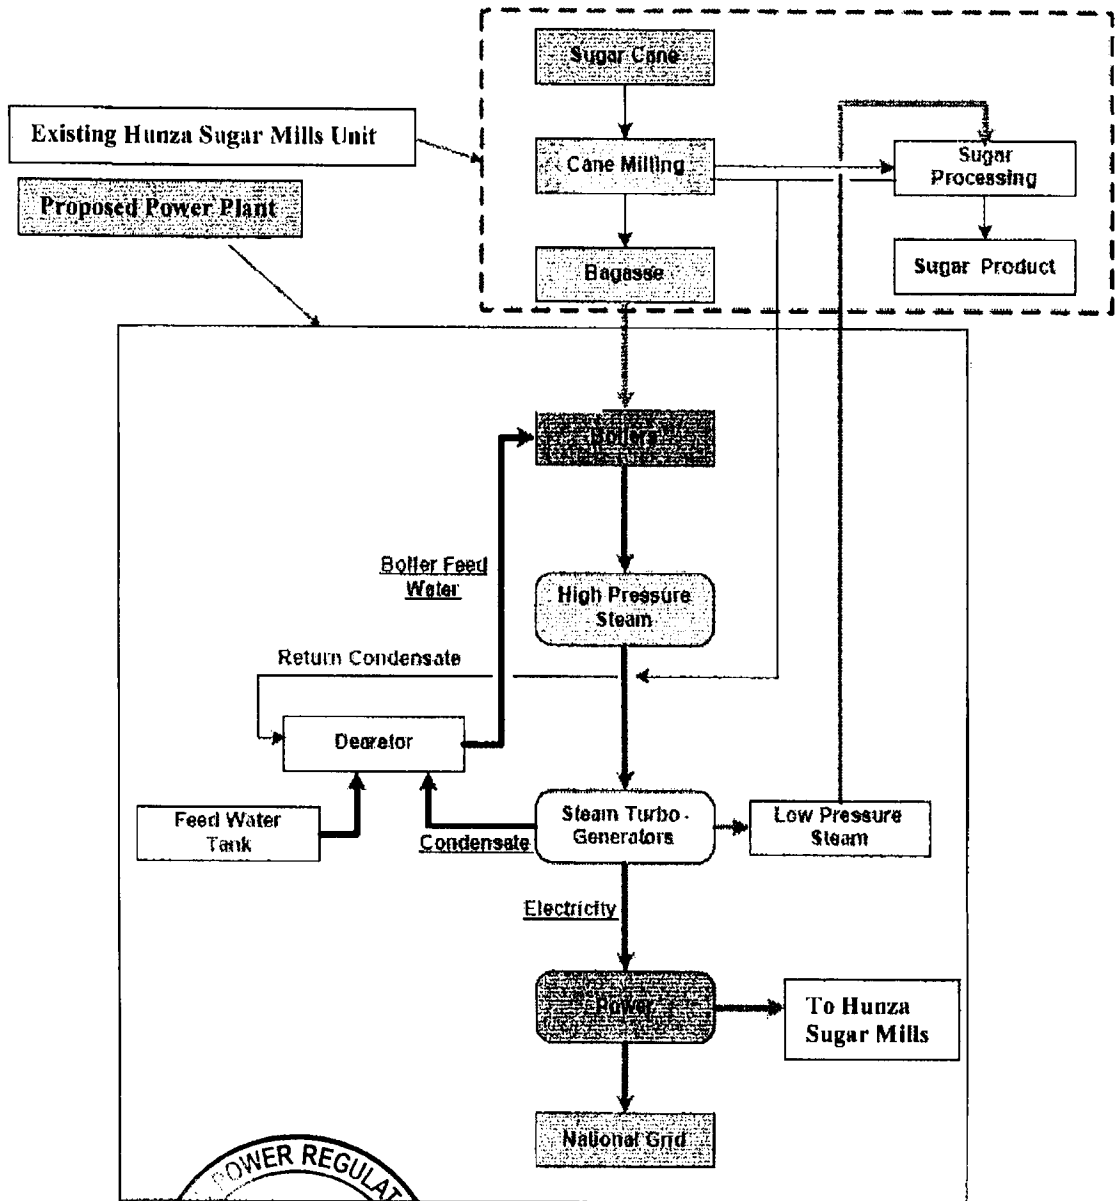 Sugar Cane
Existing Hunza Sugar Mills Unit
Cane Milling
Sugar
Processing
Proposed Power Plant
Bagasse
Sugar Product
Boilers
Boiler Feed
Water
High Pressure
Steam
Return Condensate
Dearetor
Feed Water
Tank
Condensate
Steam Turbo -
Generators
Low Pressure
Steam
Electricity
Power
To Hunza
Sugar Mills
National Grid
POWER REGULAT